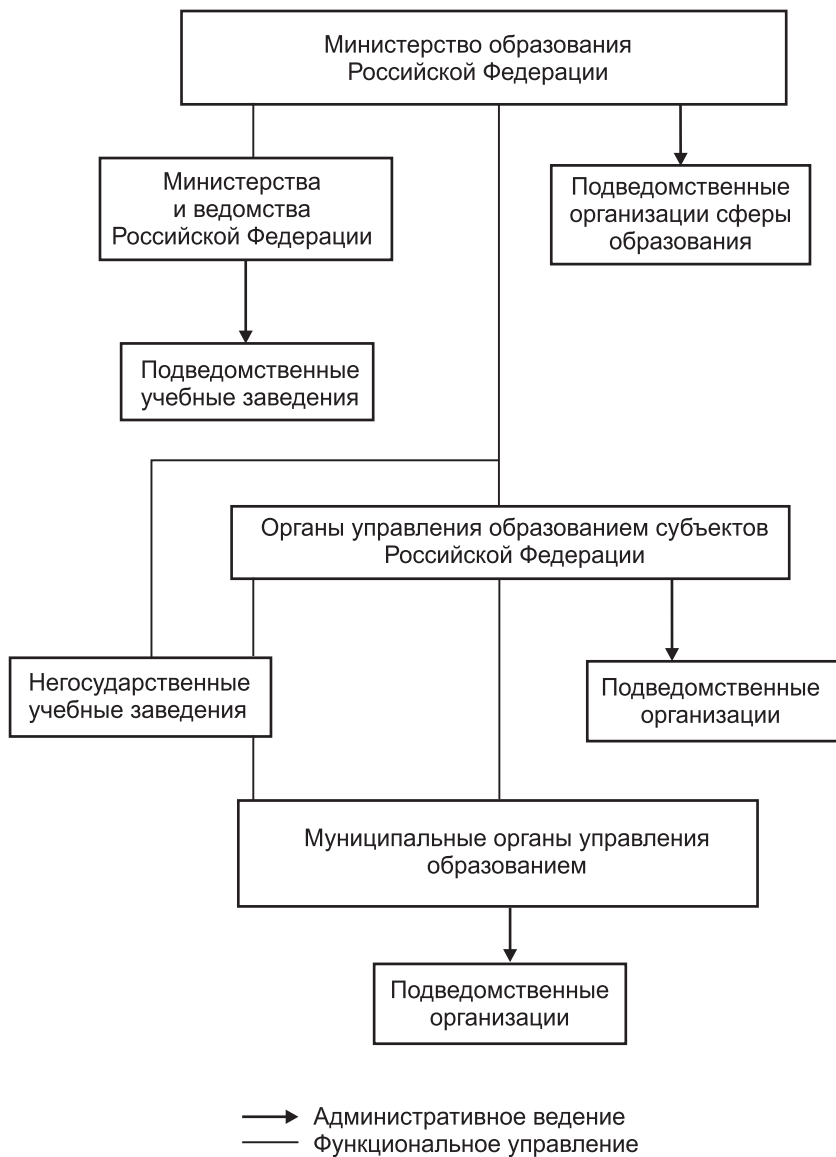 Министерство образования
Российской Федерации
Министерства
и ведомства
Российской Федерации
Подведомственные
организации сферы
образования
Подведомственные
учебные заведения
Органы управления образованием субъектов
Российской Федерации
Негосударственные
учебные заведения
Подведомственные
организации
Муниципальные органы управления
образованием
Подведомственные
организации
Административное ведение
Функциональное управление